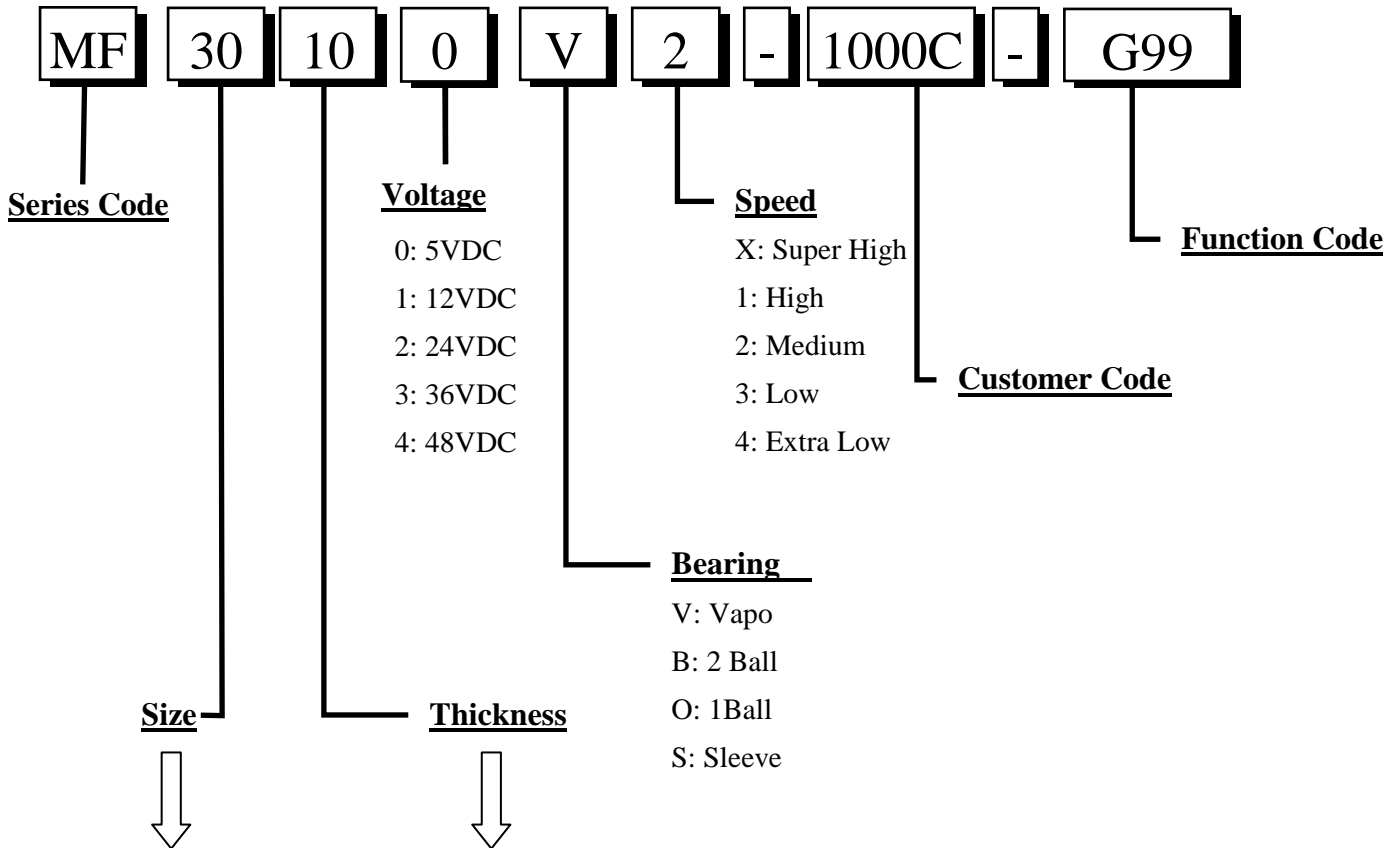 MF 30 10 0 V 2 - 1000C - G99
Series Code
Voltage
0: 5VDC
1: 12VDC
2: 24VDC
3: 36VDC
4: 48VDC
Speed
X: Super High
1: High
2: Medium
3: Low
4: Extra Low
Function Code
Customer Code
Bearing
V: Vapo
B: 2 Ball
O: 1Ball
S: Sleeve
Size
Thickness